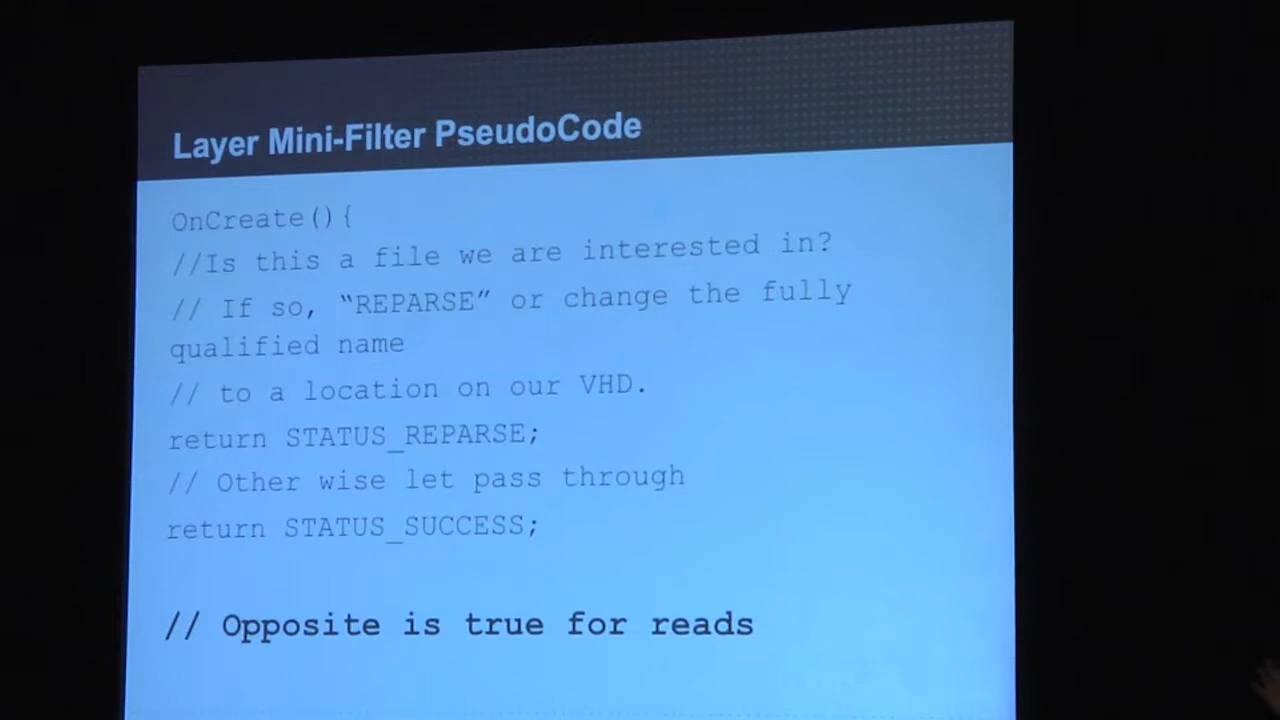 Layer Mini-Filter PseudoCode
OnCreate(){
//Is this a file we are interested in?
// If so, “REPARSE” or change the fully
qualified name
// to a location on our VHD.
return STATUS_REPARSE;
// Other wise let pass through
return STATUS_SUCCESS;
// Opposite is true for reads